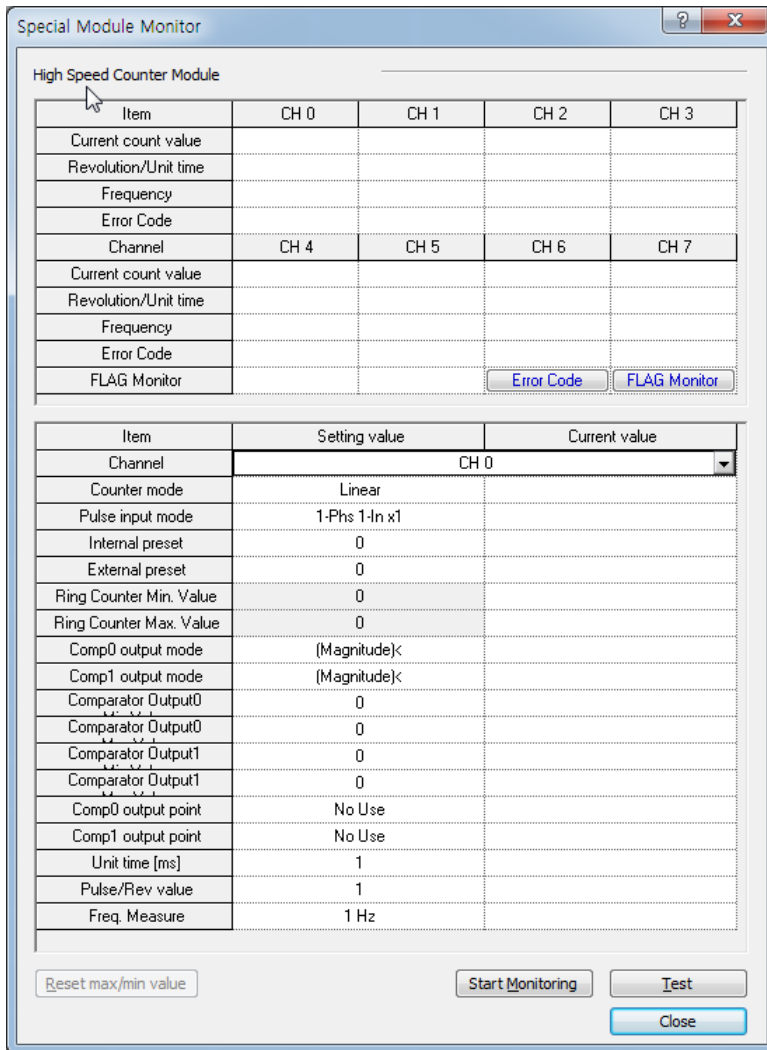 Special Module Monitor
High Speed Counter Module
Item CH 0 CH 1 CH 2 CH 3
Current count value
Revolution/Unit time
Frequency
Error Code
Channel CH 4 CH 5 CH 6 CH 7
Current count value
Revolution/Unit time
Frequency
Error Code
FLAG Monitor Error Code FLAG Monitor
Item Setting value Current value
Channel CH 0
Counter mode Linear
Pulse input mode 1-Phs 1-In x1
Internal preset 0
External preset 0
Ring Counter Min. Value 0
Ring Counter Max. Value 0
Comp0 output mode (Magnitude)<
Comp1 output mode (Magnitude)<
Comparator Output0 0
Comparator Output0 0
Comparator Output1 0
Comparator Output1 0
Comp0 output point No Use
Comp1 output point No Use
Unit time [ms] 1
Pulse/Rev value 1
Freq. Measure 1 Hz
Reset max/min value Start Monitoring Test
Close